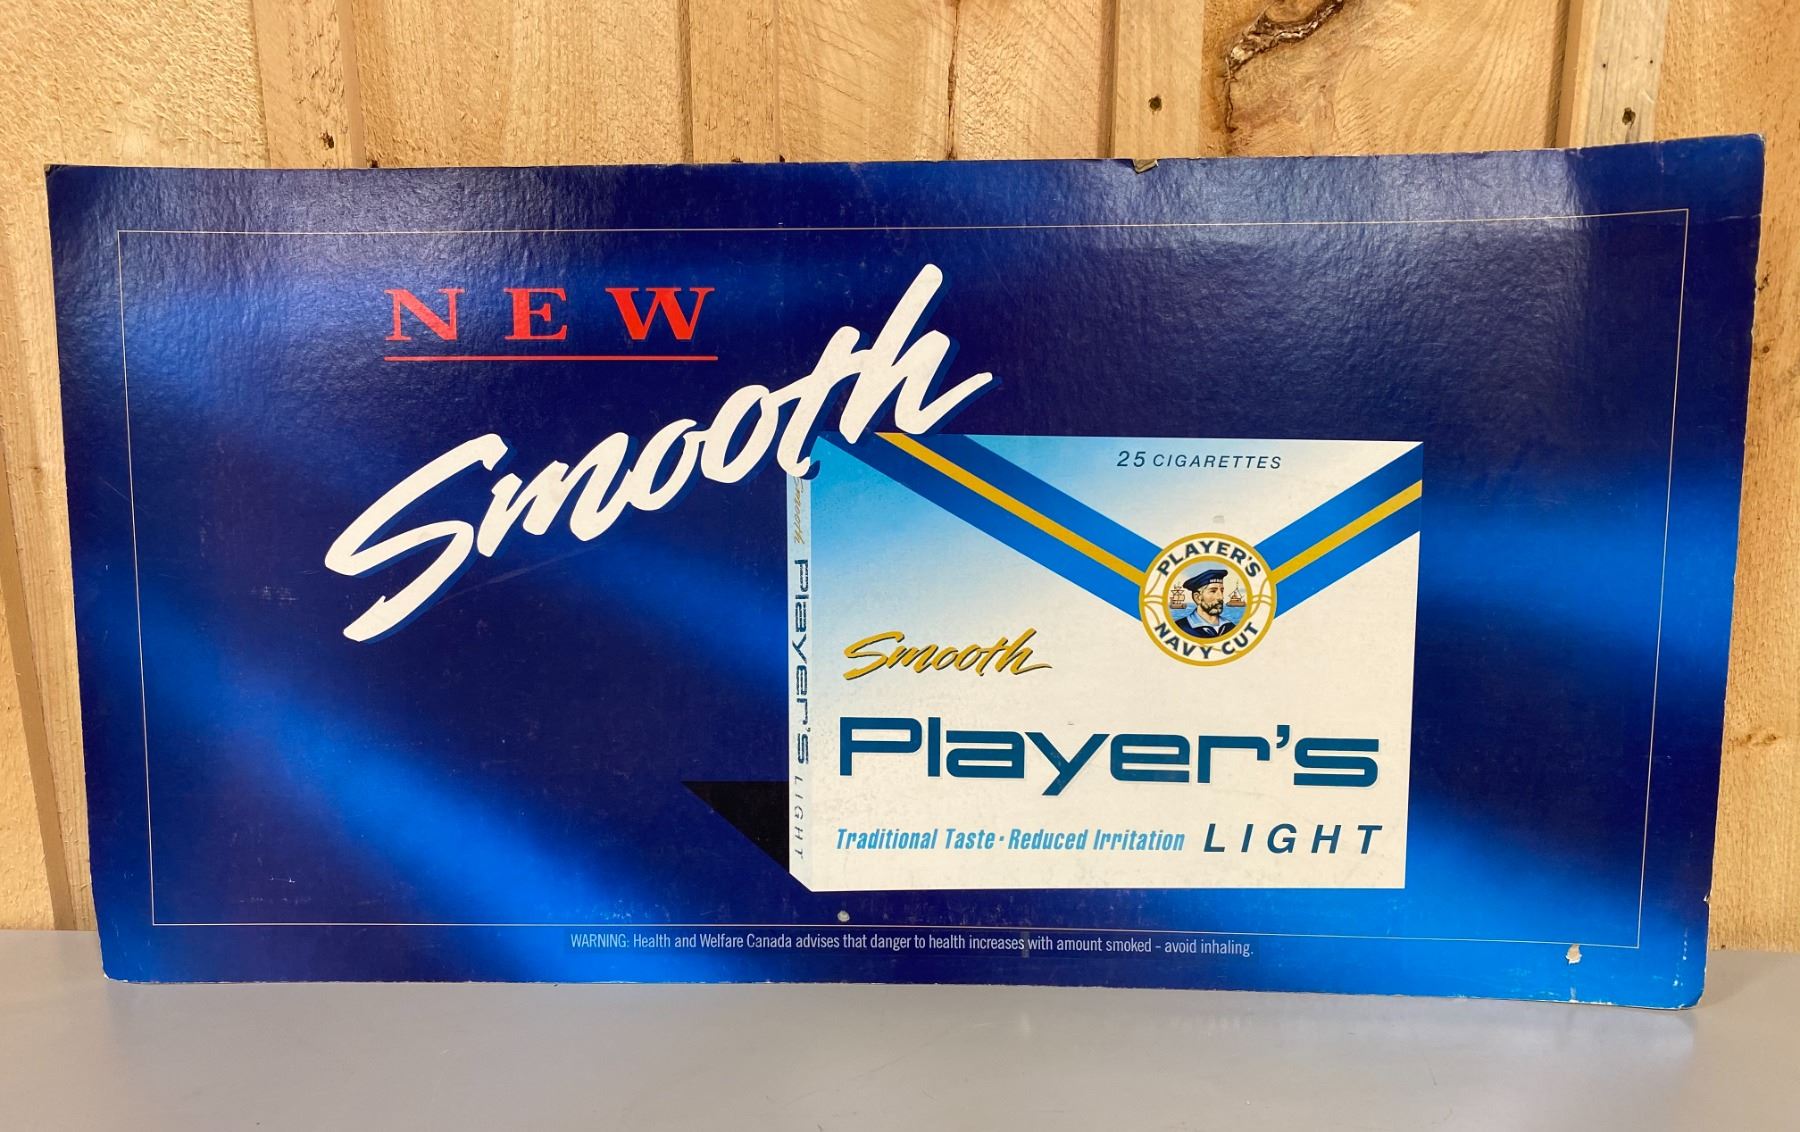 NEW
Smooth
25 CIGARETTES
PLAYER'S
NAVY CUT
HERO
Smooth
Player's
Traditional Taste · Reduced Irritation LIGHT
Smooth Player's LIGHT
WARNING: Health and Welfare Canada advises that danger to health increases with amount smoked - avoid inhaling.